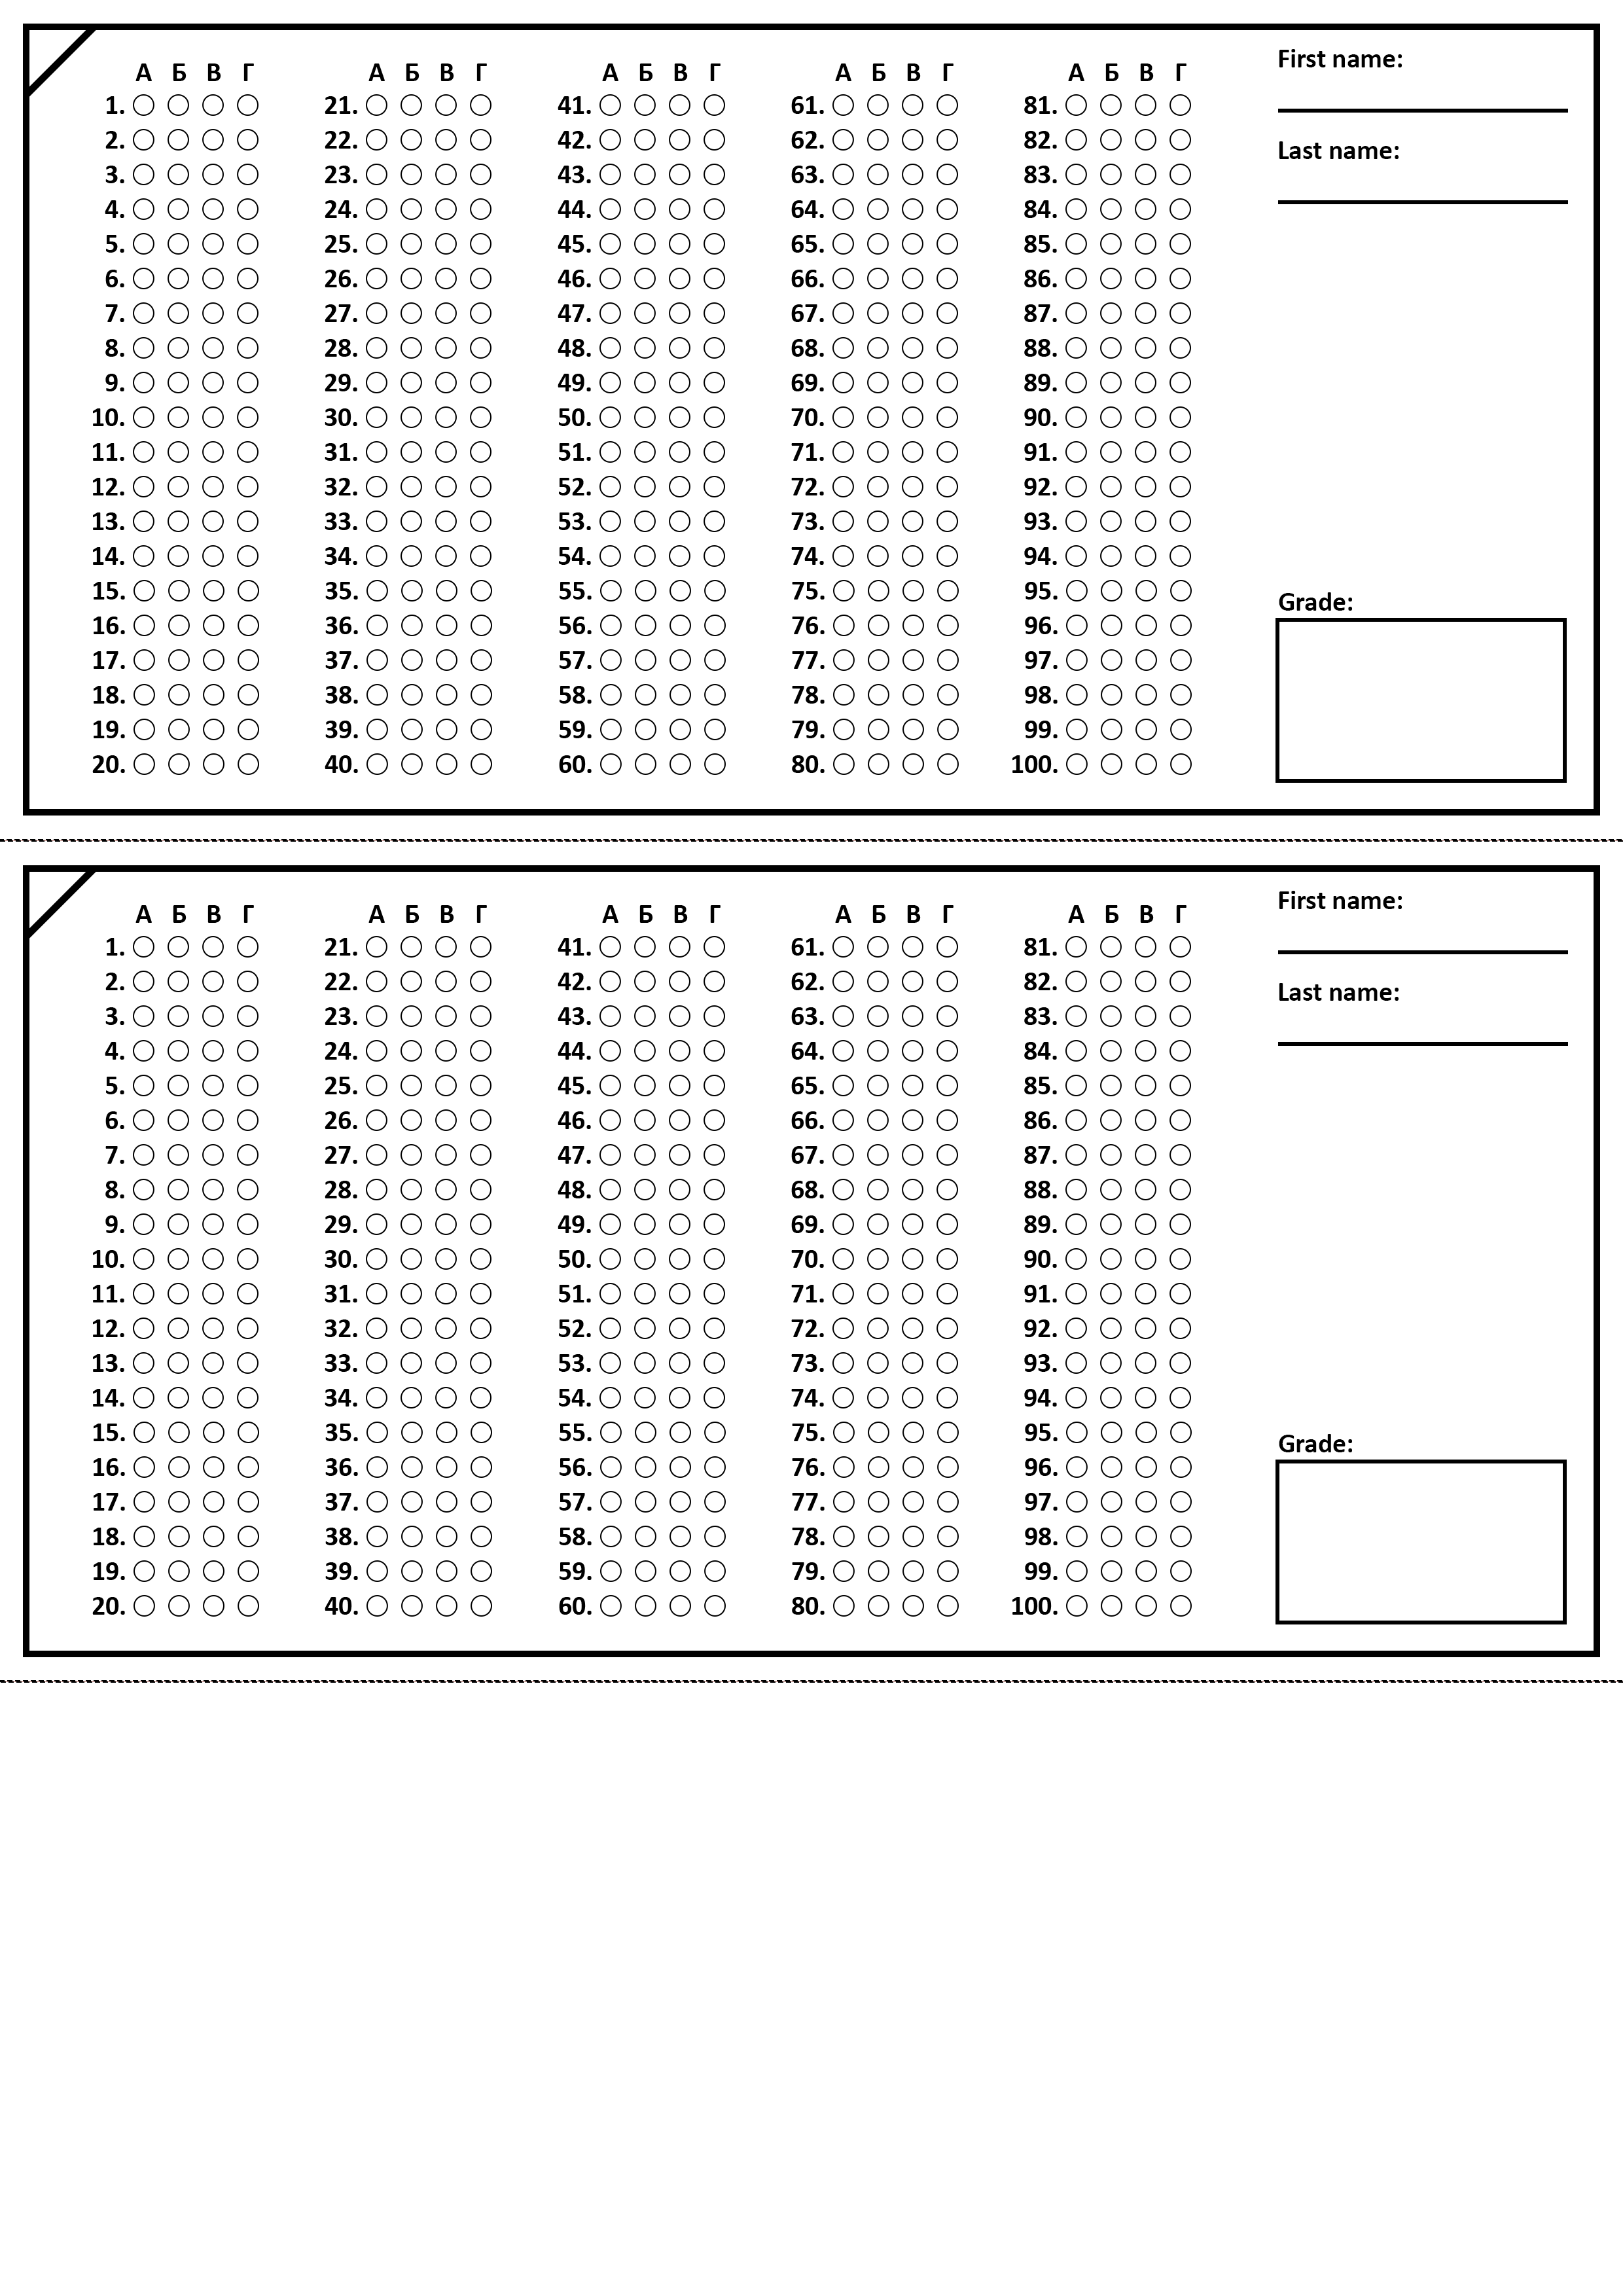 А Б В Г А Б В Г А Б В Г А Б В Г А Б В Г First name:
1. 21. 41. 61. 81.
2. 22. 42. 62. 82. Last name:
3. 23. 43. 63. 83.
4. 24. 44. 64. 84.
5. 25. 45. 65. 85.
6. 26. 46. 66. 86.
7. 27. 47. 67. 87.
8. 28. 48. 68. 88.
9. 29. 49. 69. 89.
10. 30. 50. 70. 90.
11. 31. 51. 71. 91.
12. 32. 52. 72. 92.
13. 33. 53. 73. 93.
14. 34. 54. 74. 94.
15. 35. 55. 75. 95. Grade:
16. 36. 56. 76. 96.
17. 37. 57. 77. 97.
18. 38. 58. 78. 98.
19. 39. 59. 79. 99.
20. 40. 60. 80. 100.
А Б В Г А Б В Г А Б В Г А Б В Г А Б В Г First name:
1. 21. 41. 61. 81.
2. 22. 42. 62. 82. Last name:
3. 23. 43. 63. 83.
4. 24. 44. 64. 84.
5. 25. 45. 65. 85.
6. 26. 46. 66. 86.
7. 27. 47. 67. 87.
8. 28. 48. 68. 88.
9. 29. 49. 69. 89.
10. 30. 50. 70. 90.
11. 31. 51. 71. 91.
12. 32. 52. 72. 92.
13. 33. 53. 73. 93.
14. 34. 54. 74. 94.
15. 35. 55. 75. 95. Grade:
16. 36. 56. 76. 96.
17. 37. 57. 77. 97.
18. 38. 58. 78. 98.
19. 39. 59. 79. 99.
20. 40. 60. 80. 100.